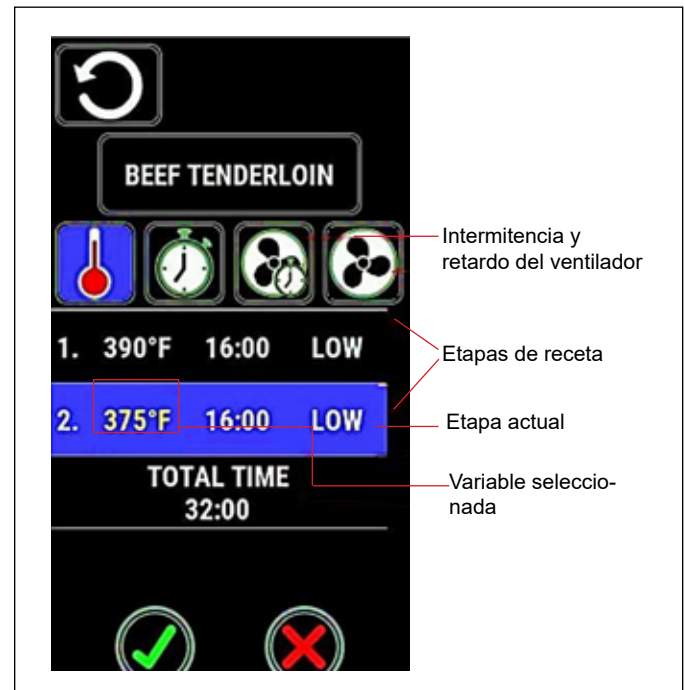 BEEF TENDERLOIN
Intermitencia y
retardo del ventilador
1. 390°F 16:00 LOW
Etapas de receta
2. 375°F 16:00 LOW
Etapa actual
TOTAL TIME
32:00
Variable seleccio-
nada